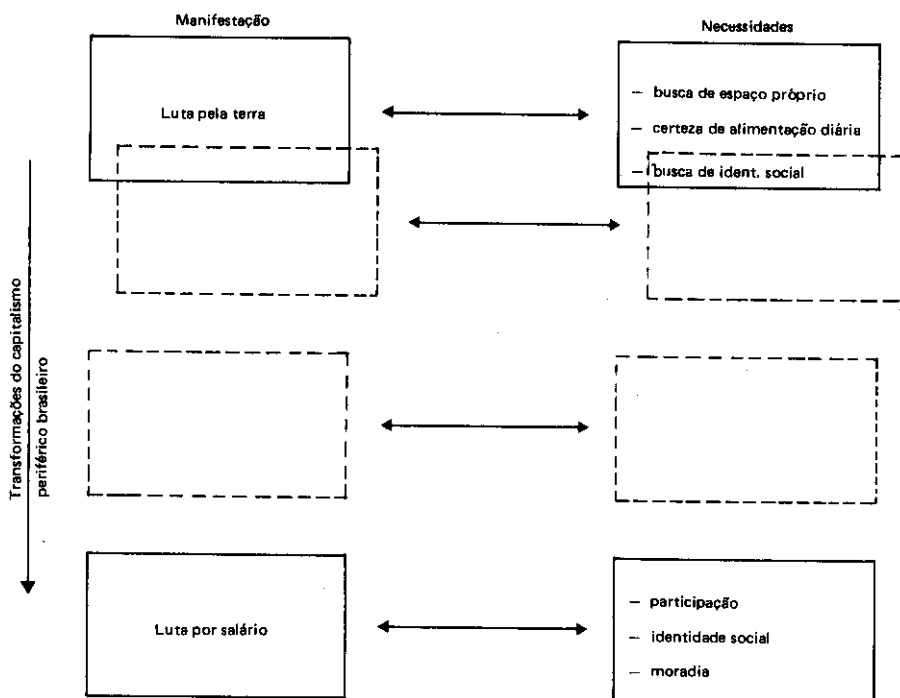 Manifestação
Necessidades
Luta pela terra
– busca de espaço próprio
– certeza de alimentação diária
– busca de ident. social
Transformações do capitalismo
periférico brasileiro
Luta por salário
– participação
– identidade social
– moradia